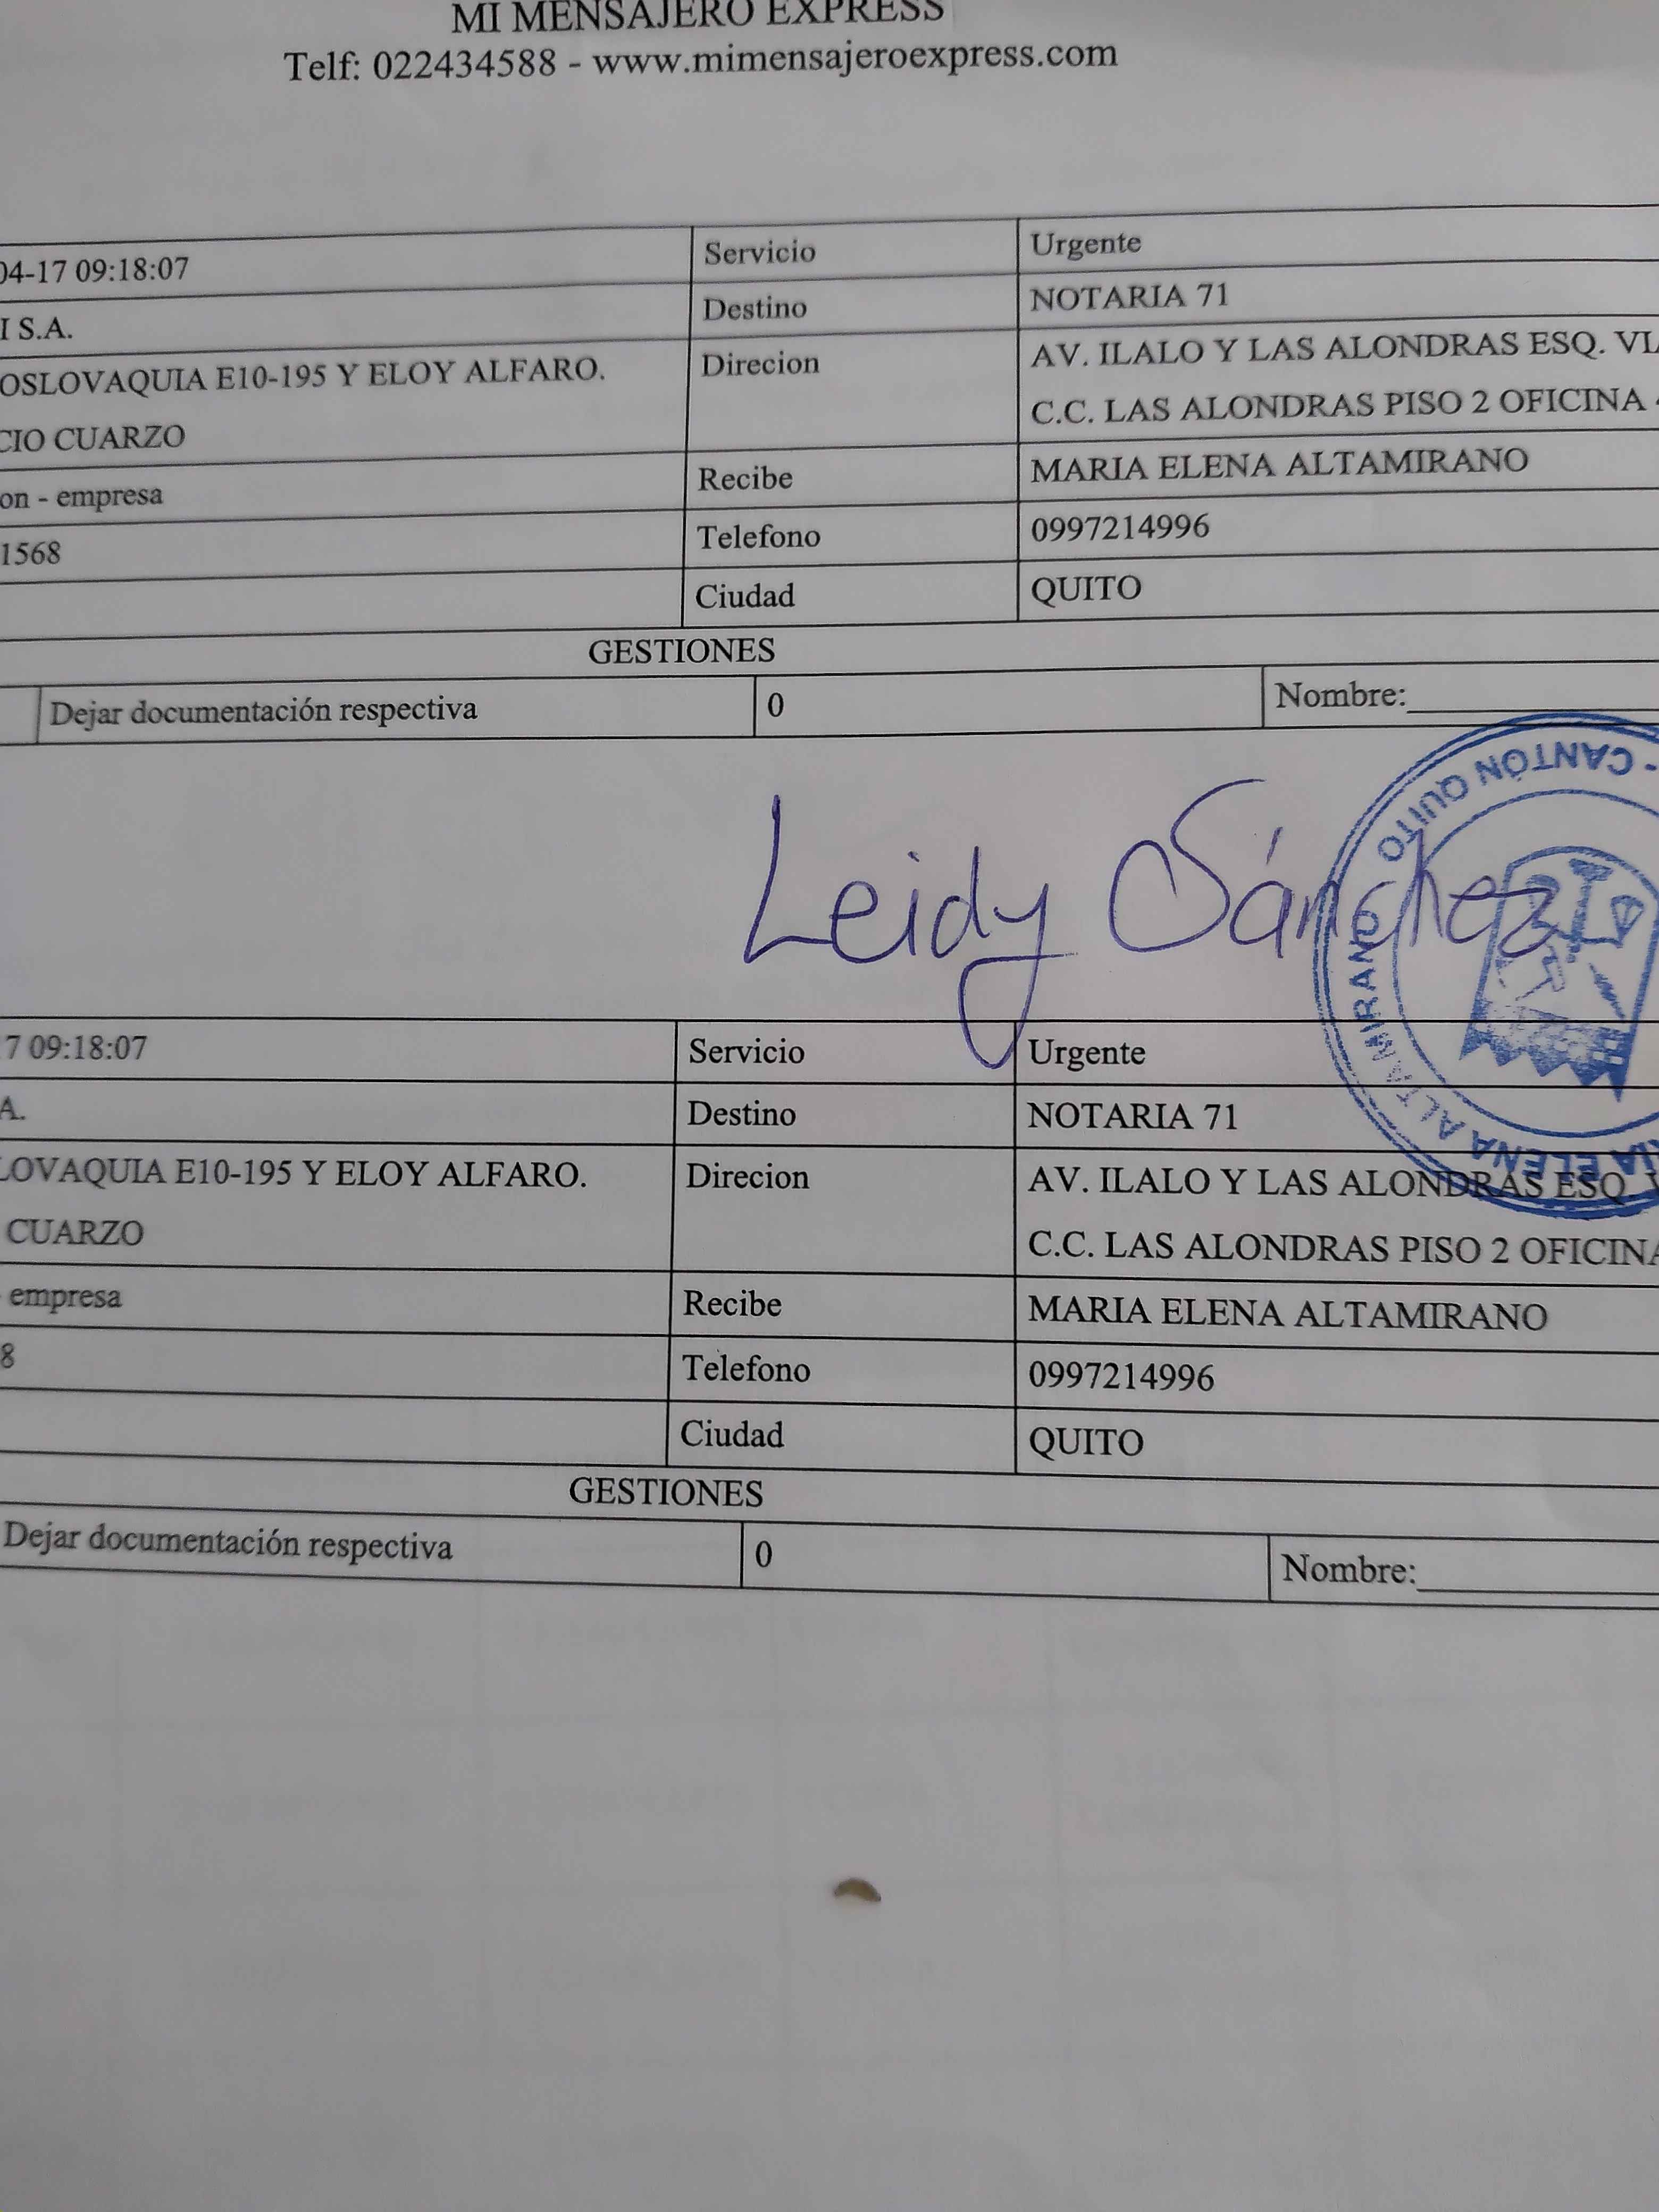 MI MENSAJERO EXPRESS
Telf: 022434588 - www.mimensajeroexpress.com
04-17 09:18:07 Servicio Urgente
I S.A. Destino NOTARIA 71
OSLOVAQUIA E10-195 Y ELOY ALFARO. Direcion AV. ILALO Y LAS ALONDRAS ESQ.
CIO CUARZO C.C. LAS ALONDRAS PISO 2 OFICINA
on - empresa Recibe MARIA ELENA ALTAMIRANO
1568 Telefono 0997214996
Ciudad QUITO
GESTIONES
Dejar documentación respectiva 0 Nombre:
Leidy Sánchez
ELENA ALTAMIRANO - CANTÓN QUITO
7 09:18:07 Servicio Urgente
A. Destino NOTARIA 71
LOVAQUIA E10-195 Y ELOY ALFARO. Direcion AV. ILALO Y LAS ALONDRAS ESQ.
CUARZO C.C. LAS ALONDRAS PISO 2 OFICINA
empresa Recibe MARIA ELENA ALTAMIRANO
8 Telefono 0997214996
Ciudad QUITO
GESTIONES
Dejar documentación respectiva 0 Nombre: